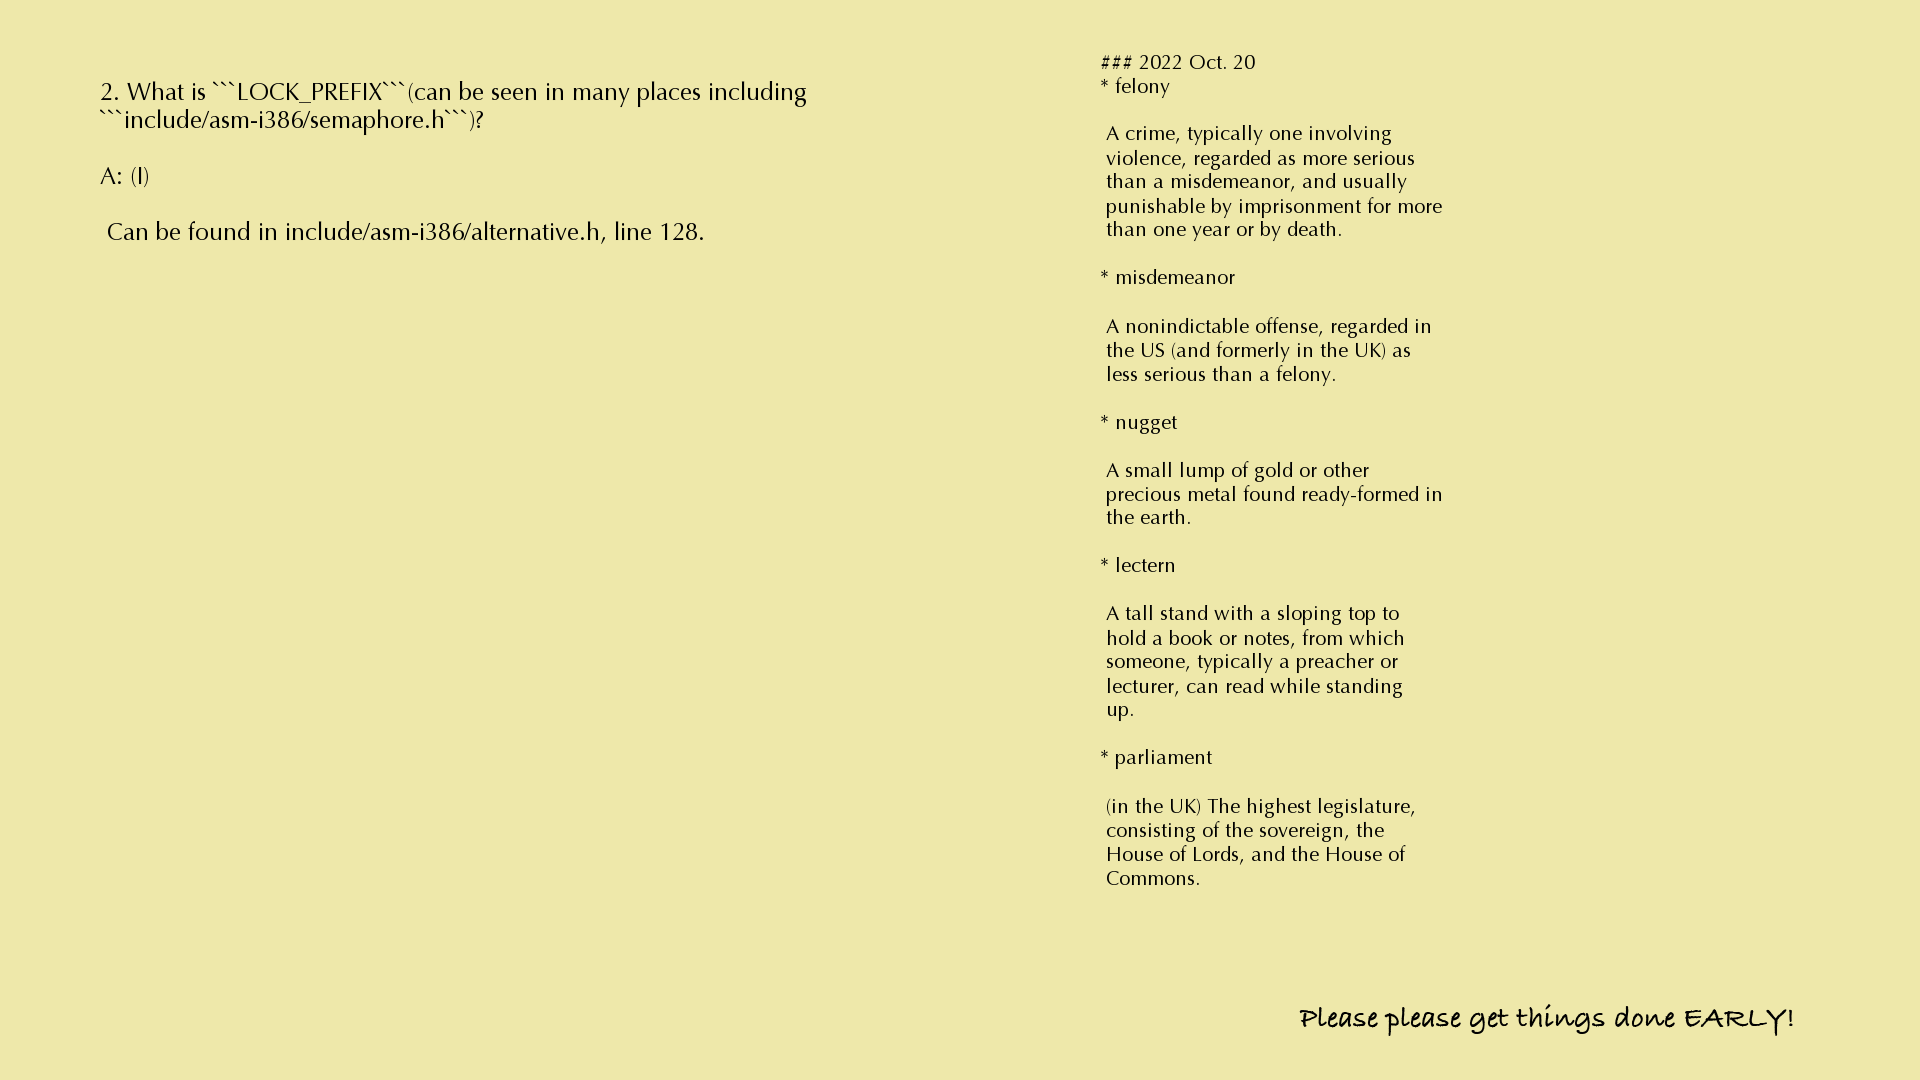 2. What is ```LOCK_PREFIX```(can be seen in many places including
```include/asm-i386/semaphore.h```)?
A: (I)
Can be found in include/asm-i386/alternative.h, line 128.
### 2022 Oct. 20
* felony
A crime, typically one involving
violence, regarded as more serious
than a misdemeanor, and usually
punishable by imprisonment for more
than one year or by death.
* misdemeanor
A nonindictable offense, regarded in
the US (and formerly in the UK) as
less serious than a felony.
* nugget
A small lump of gold or other
precious metal found ready-formed in
the earth.
* lectern
A tall stand with a sloping top to
hold a book or notes, from which
someone, typically a preacher or
lecturer, can read while standing
up.
* parliament
(in the UK) The highest legislature,
consisting of the sovereign, the
House of Lords, and the House of
Commons.
Please please get things done EARLY!